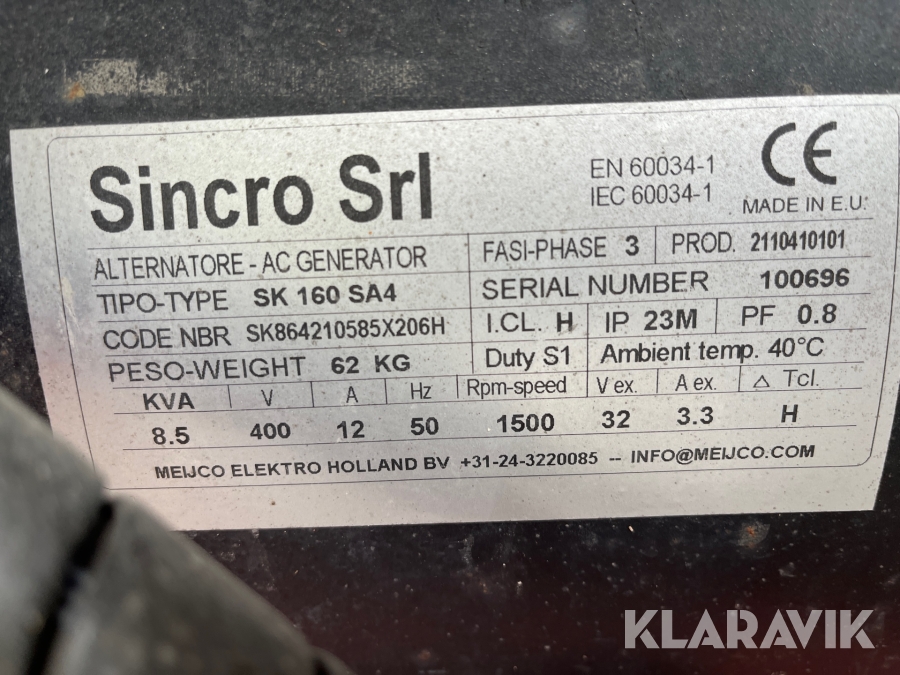 Sincro Srl
EN 60034-1
IEC 60034-1
CE
MADE IN E.U.
ALTERNATORE - AC GENERATOR
FASI-PHASE 3 PROD. 2110410101
TIPO-TYPE SK 160 SA4
SERIAL NUMBER 100696
CODE NBR SK864210585X206H
I.CL. H IP 23M PF 0.8
PESO-WEIGHT 62 KG
Duty S1 Ambient temp. 40°C
KVA V A Hz Rpm-speed V ex. A ex. △ Tcl.
8.5 400 12 50 1500 32 3.3 H
MEIJCO ELEKTRO HOLLAND BV +31-24-3220085 -- INFO@MEIJCO.COM
KLARAVIK